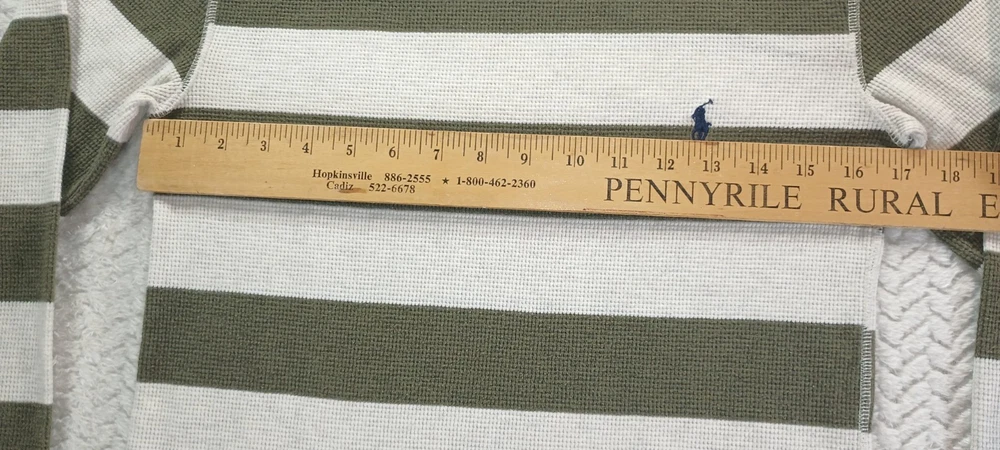 1 2 3 4 5 6 7 8 9 10 11 12 13 14 15 16 17 18
Hopkinsville 886-2555 ★ 1-800-462-2360
Cadiz 522-6678
PENNYRILE RURAL E